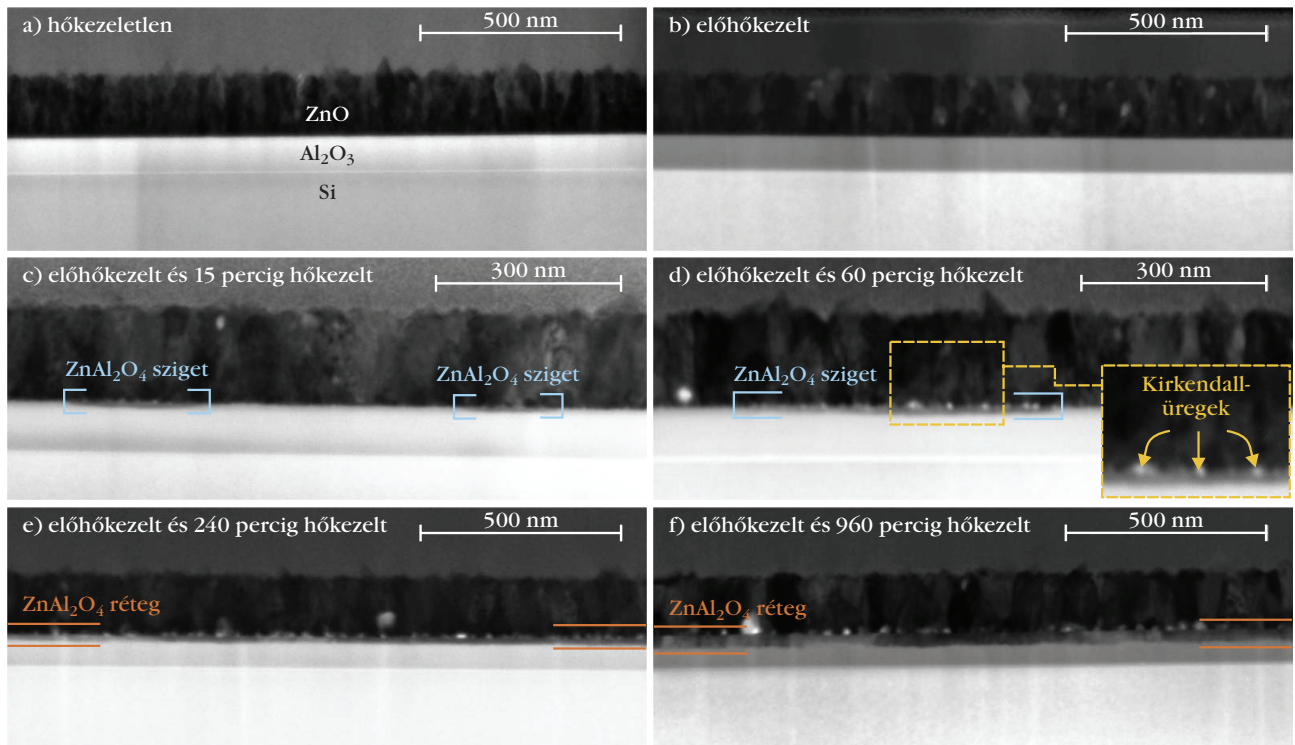 a) hőkezeletlen
500 nm
ZnO
Al₂O₃
Si
b) előhőkezelt
500 nm
c) előhőkezelt és 15 percig hőkezelt
300 nm
ZnAl₂O₄ sziget
ZnAl₂O₄ sziget
d) előhőkezelt és 60 percig hőkezelt
300 nm
ZnAl₂O₄ sziget
Kirkendall-
üregek
e) előhőkezelt és 240 percig hőkezelt
500 nm
ZnAl₂O₄ réteg
f) előhőkezelt és 960 percig hőkezelt
500 nm
ZnAl₂O₄ réteg